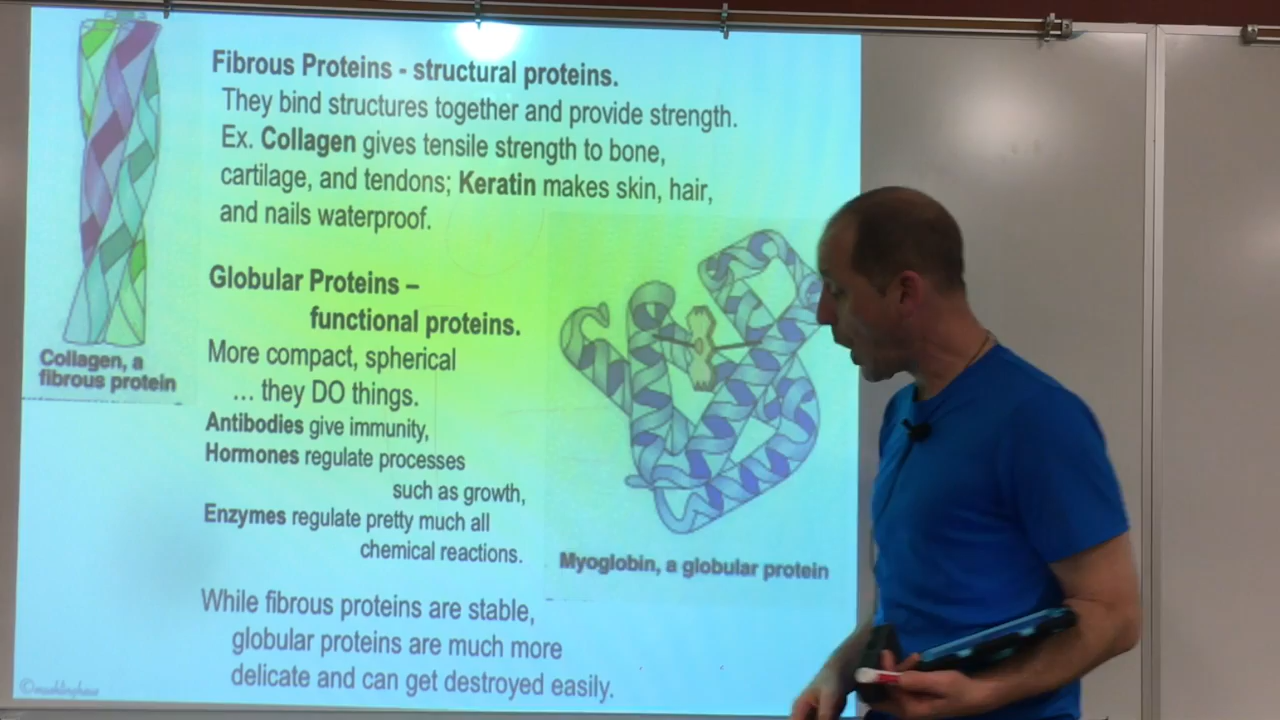 Fibrous Proteins - structural proteins.
They bind structures together and provide strength.
Ex. Collagen gives tensile strength to bone,
cartilage, and tendons; Keratin makes skin, hair,
and nails waterproof.
Globular Proteins –
functional proteins.
More compact, spherical
... they DO things.
Antibodies give immunity,
Hormones regulate processes
such as growth,
Enzymes regulate pretty much all
chemical reactions.
While fibrous proteins are stable,
globular proteins are much more
delicate and can get destroyed easily.
Collagen, a
fibrous protein
Myoglobin, a globular protein